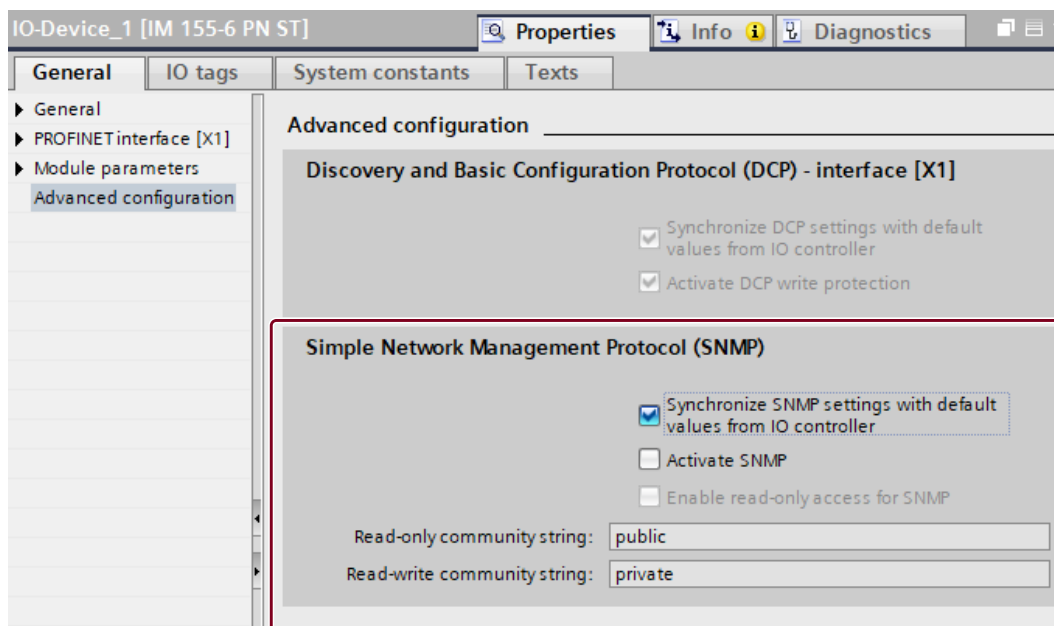 IO-Device_1 [IM 155-6 PN ST]
Properties
Info
Diagnostics
General
IO tags
System constants
Texts
General
PROFINET interface [X1]
Module parameters
Advanced configuration
Advanced configuration
Discovery and Basic Configuration Protocol (DCP) - interface [X1]
Synchronize DCP settings with default
values from IO controller
Activate DCP write protection
Simple Network Management Protocol (SNMP)
Synchronize SNMP settings with default
values from IO controller
Activate SNMP
Enable read-only access for SNMP
Read-only community string: public
Read-write community string: private